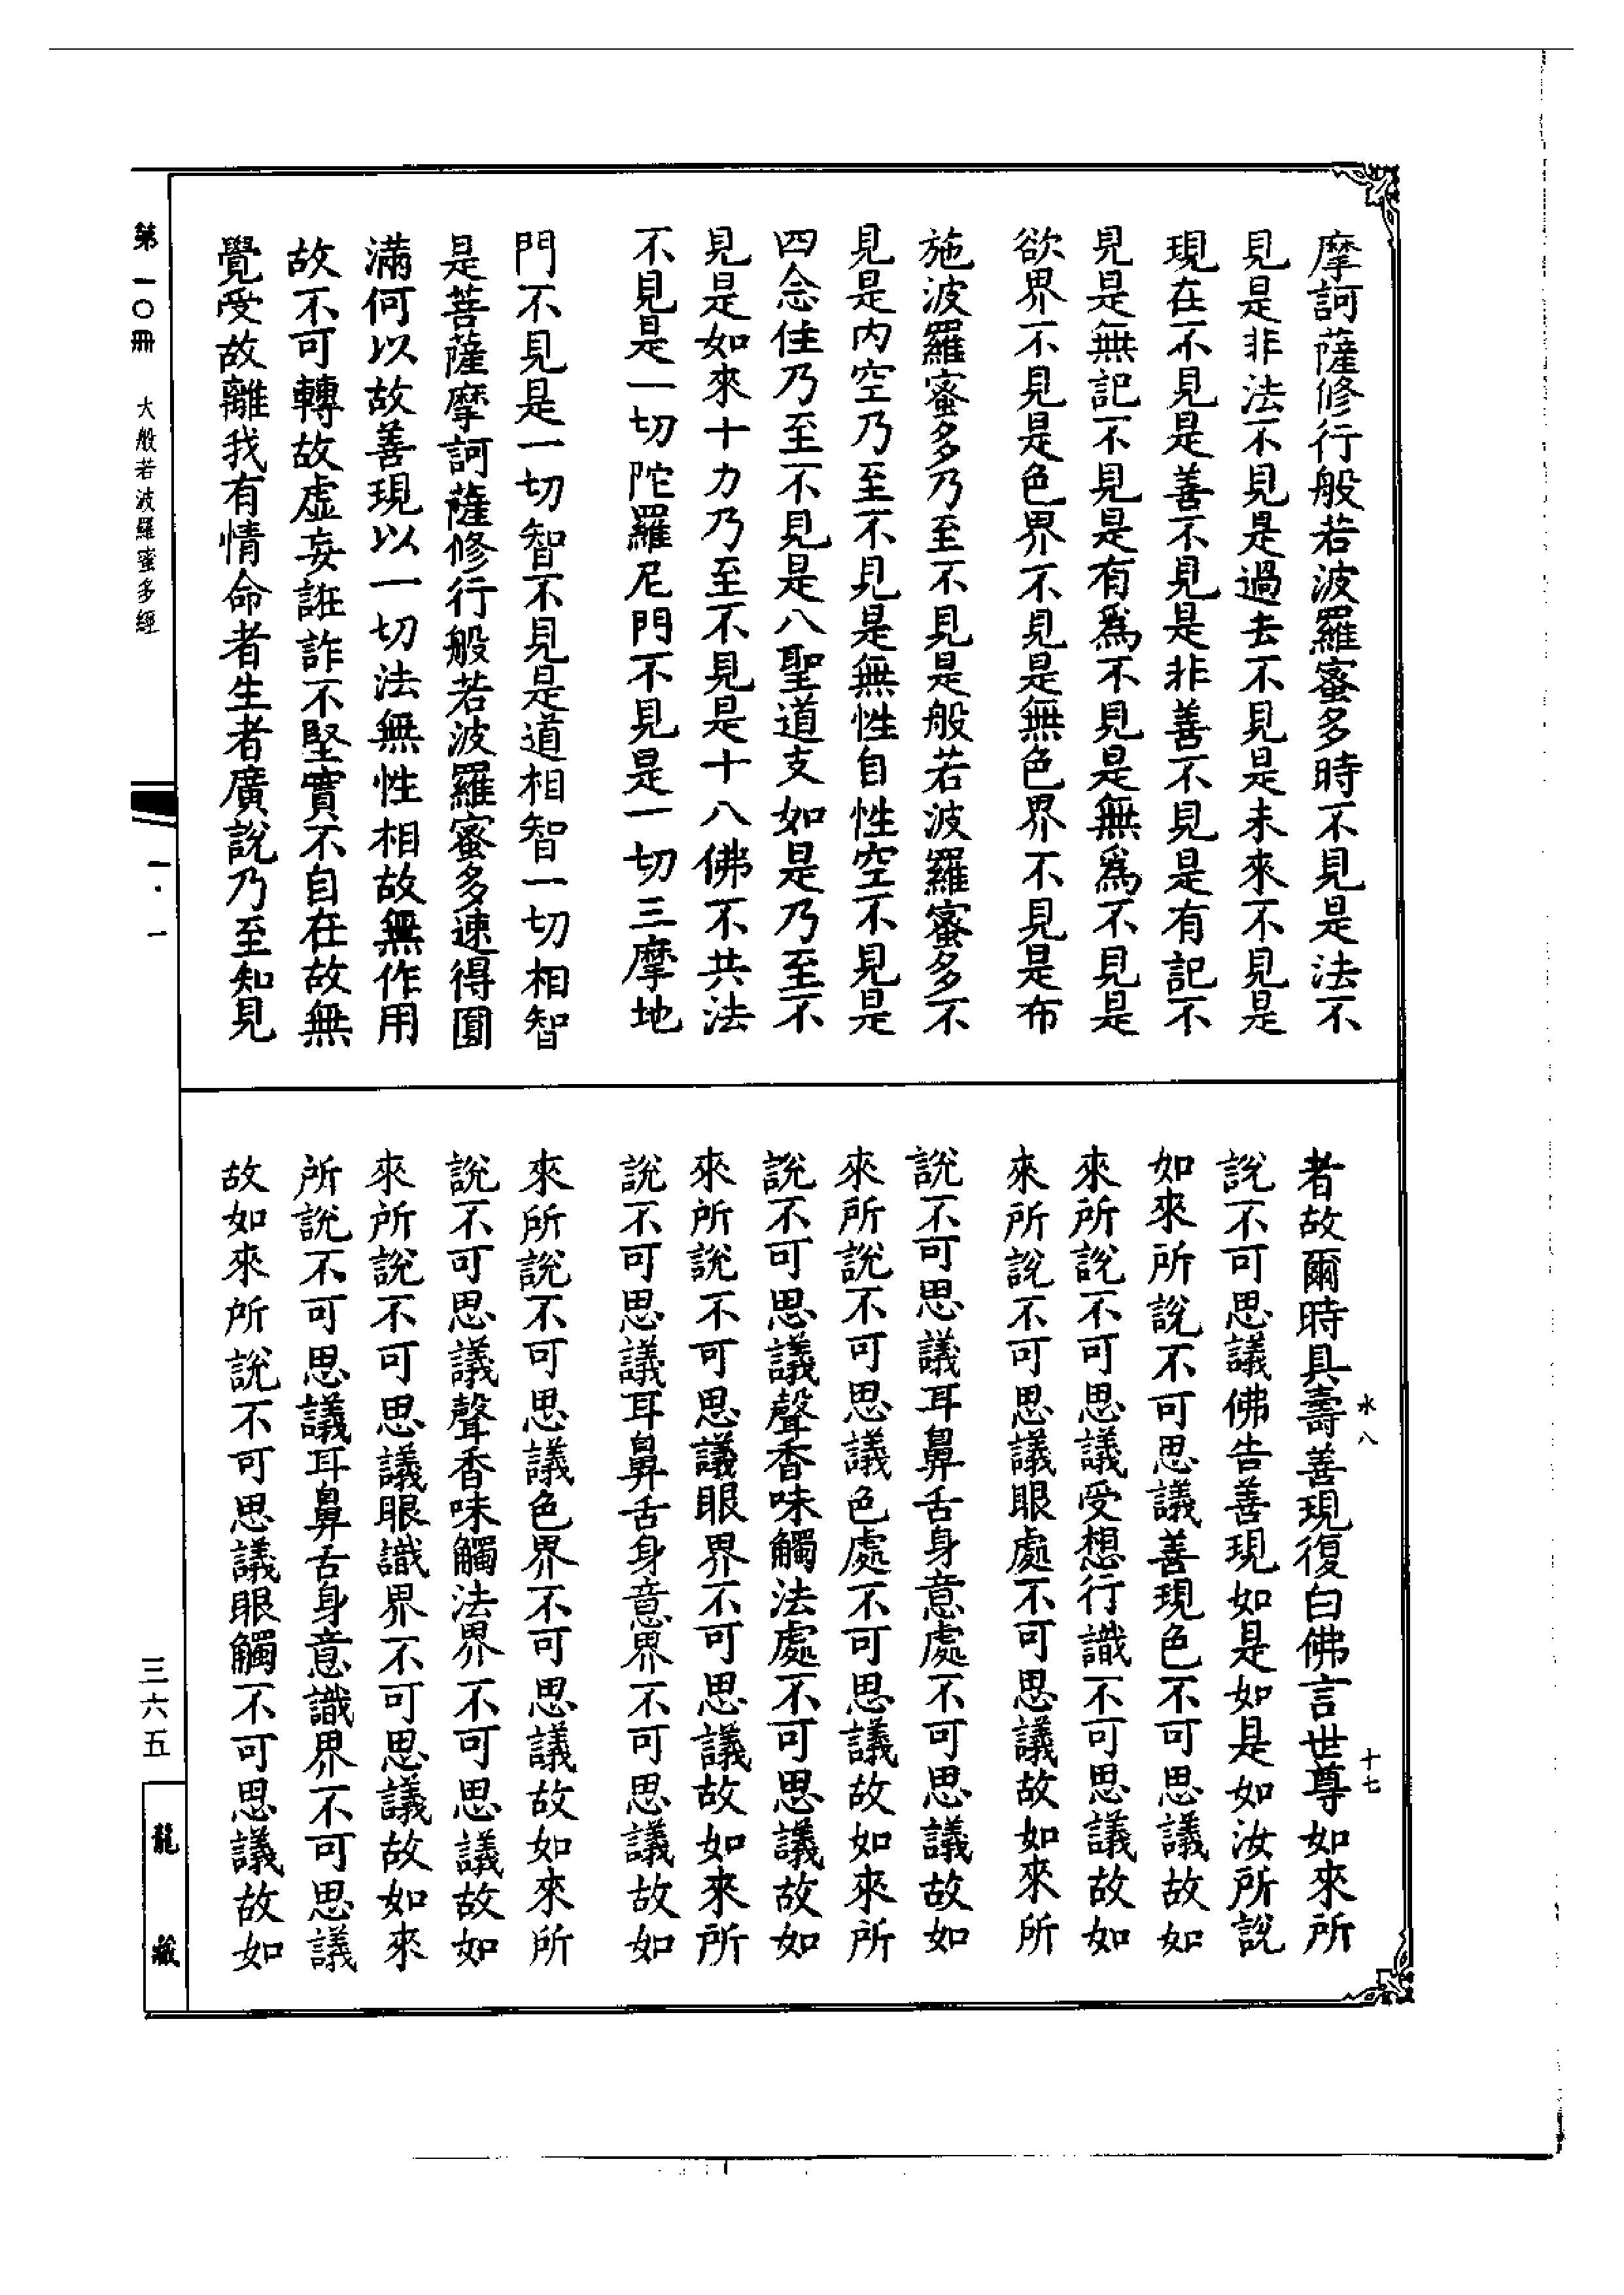 摩訶薩修行般若波羅蜜多時不見是法不
見是非法不見是過去不見是未來不見是
現在不見是善不見是非善不見是有記不
見是無記不見是有爲不見是無爲不見是
欲界不見是色界不見是無色界不見是布
施波羅蜜多乃至不見是般若波羅蜜多不
見是内空乃至不見是無性自性空不見是
四念住乃至不見是八聖道支如是乃至不
見是如來十力乃至不見是十八佛不共法
不見是一切陀羅尼門不見是一切三摩地
門不見是一切智不見是道相智一切相智
是菩薩摩訶薩修行般若波羅蜜多速得圓
滿何以故善現以一切法無性相故無作用
故不可轉故虛妄誑詐不堅實不自在故無
覺受故離我有情命者生者廣說乃至知見
者故爾時具壽善現復白佛言世尊如來所
說不可思議佛告善現如是如是如汝所說
如來所說不可思議善現色不可思議故如
來所說不可思議受想行識不可思議故如
來所說不可思議眼處不可思議故如來所
說不可思議耳鼻舌身意處不可思議故如
來所說不可思議色處不可思議故如來所
說不可思議聲香味觸法處不可思議故如
來所說不可思議眼界不可思議故如來所
說不可思議耳鼻舌身意界不可思議故如
來所說不可思議色界不可思議故如來所
說不可思議聲香味觸法界不可思議故如
來所說不可思議眼識界不可思議故如來
所說不可思議耳鼻舌身意識界不可思議
故如來所說不可思議眼觸不可思議故如
水八
十七
第一〇冊 大般若波羅蜜多經
一·一
三六五
龍藏